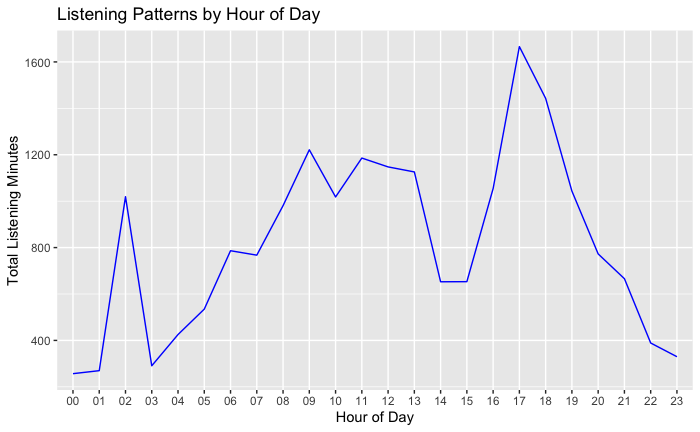 Listening Patterns by Hour of Day
Total Listening Minutes
1600
1200
800
400
00 01 02 03 04 05 06 07 08 09 10 11 12 13 14 15 16 17 18 19 20 21 22 23
Hour of Day